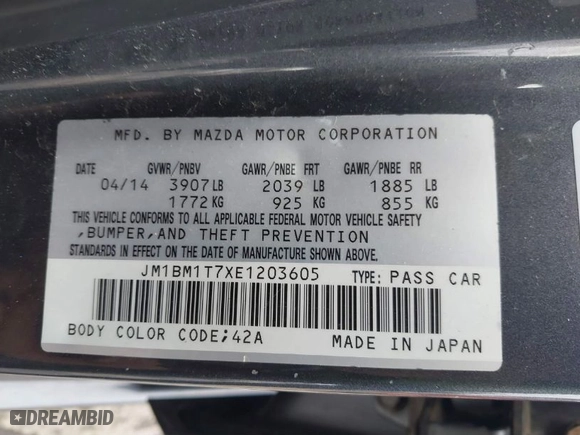 MFD. BY MAZDA MOTOR CORPORATION
DATE GVWR/PNBV GAWR/PNBE FRT GAWR/PNBE RR
04/14 3907 LB 2039 LB 1885 LB
1772 KG 925 KG 855 KG
THIS VEHICLE CONFORMS TO ALL APPLICABLE FEDERAL MOTOR VEHICLE SAFETY
,BUMPER,AND THEFT PREVENTION
STANDARDS IN EFFECT ON THE DATE OF MANUFACTURE SHOWN ABOVE.
JM1BM1T7XE1203605 TYPE: PASS CAR
BODY COLOR CODE;42A MADE IN JAPAN
DREAMBID